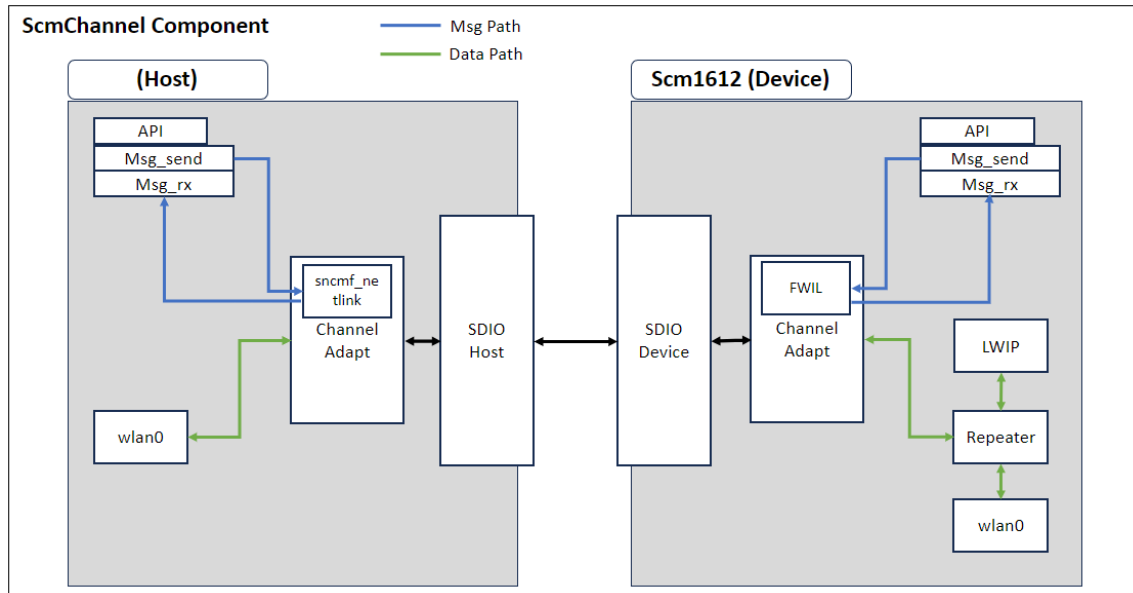 ScmChannel Component
Msg Path
Data Path
(Host)
Scm1612 (Device)
API
Msg_send
Msg_rx
sncmf_ne
tlink
Channel
Adapt
SDIO
Host
wlan0
SDIO
Device
API
Msg_send
Msg_rx
FWIL
Channel
Adapt
LWIP
Repeater
wlan0